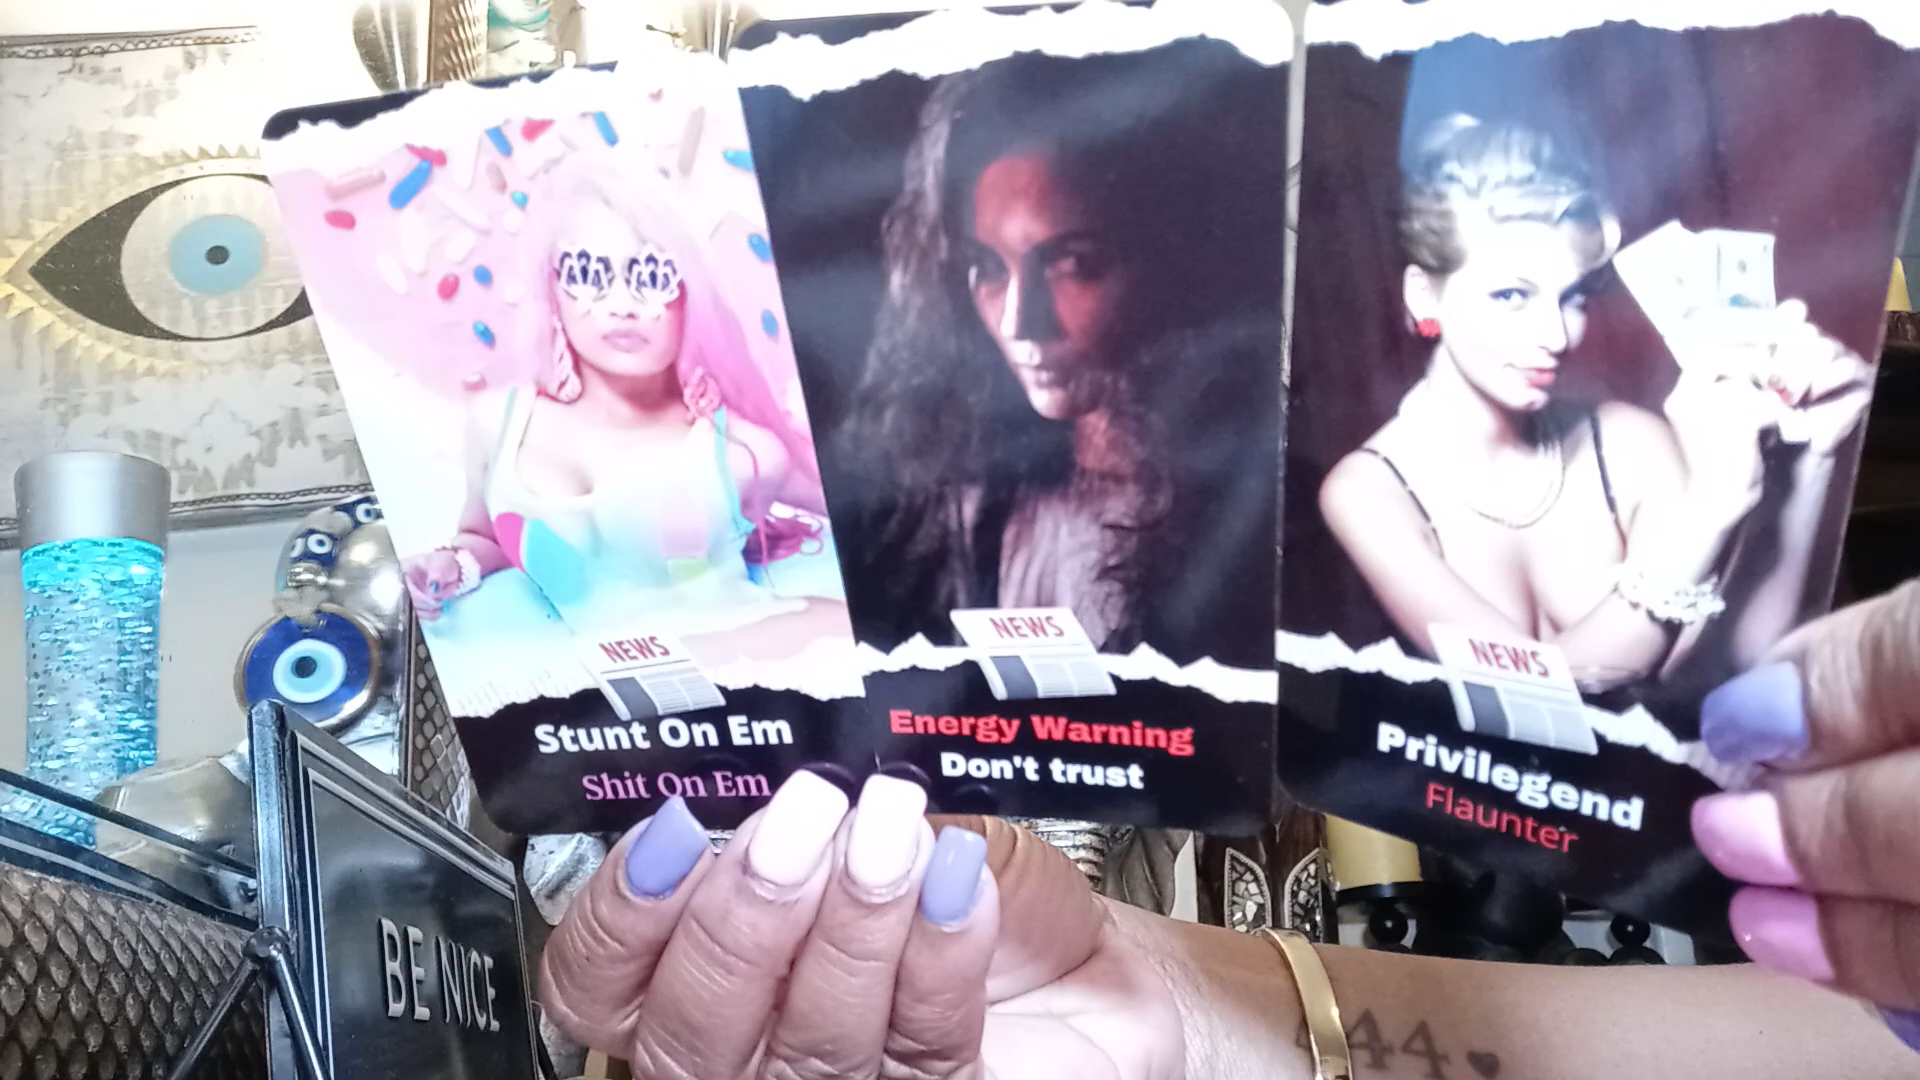 NEWS
Stunt On Em
Shit On Em
NEWS
Energy Warning
Don't trust
NEWS
Privilegend
Flaunter
BE NICE
444